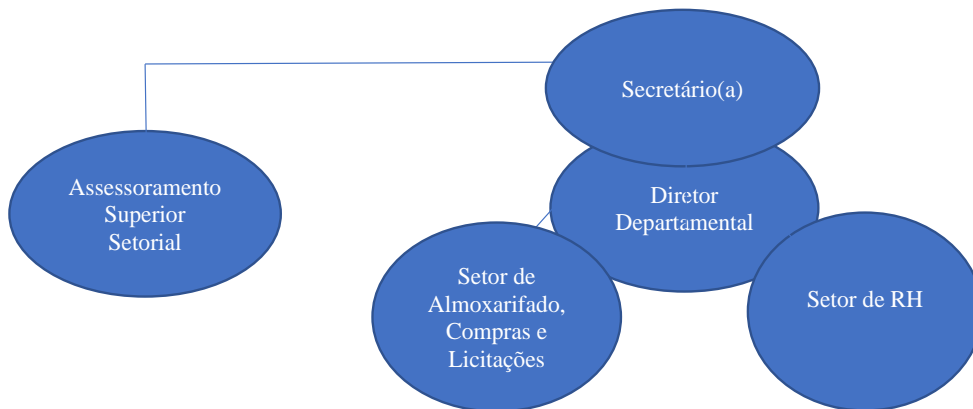 Secretário(a)
Assessoramento
Superior
Setorial
Diretor
Departamental
Setor de
Almoxarifado,
Compras e
Licitações
Setor de RH